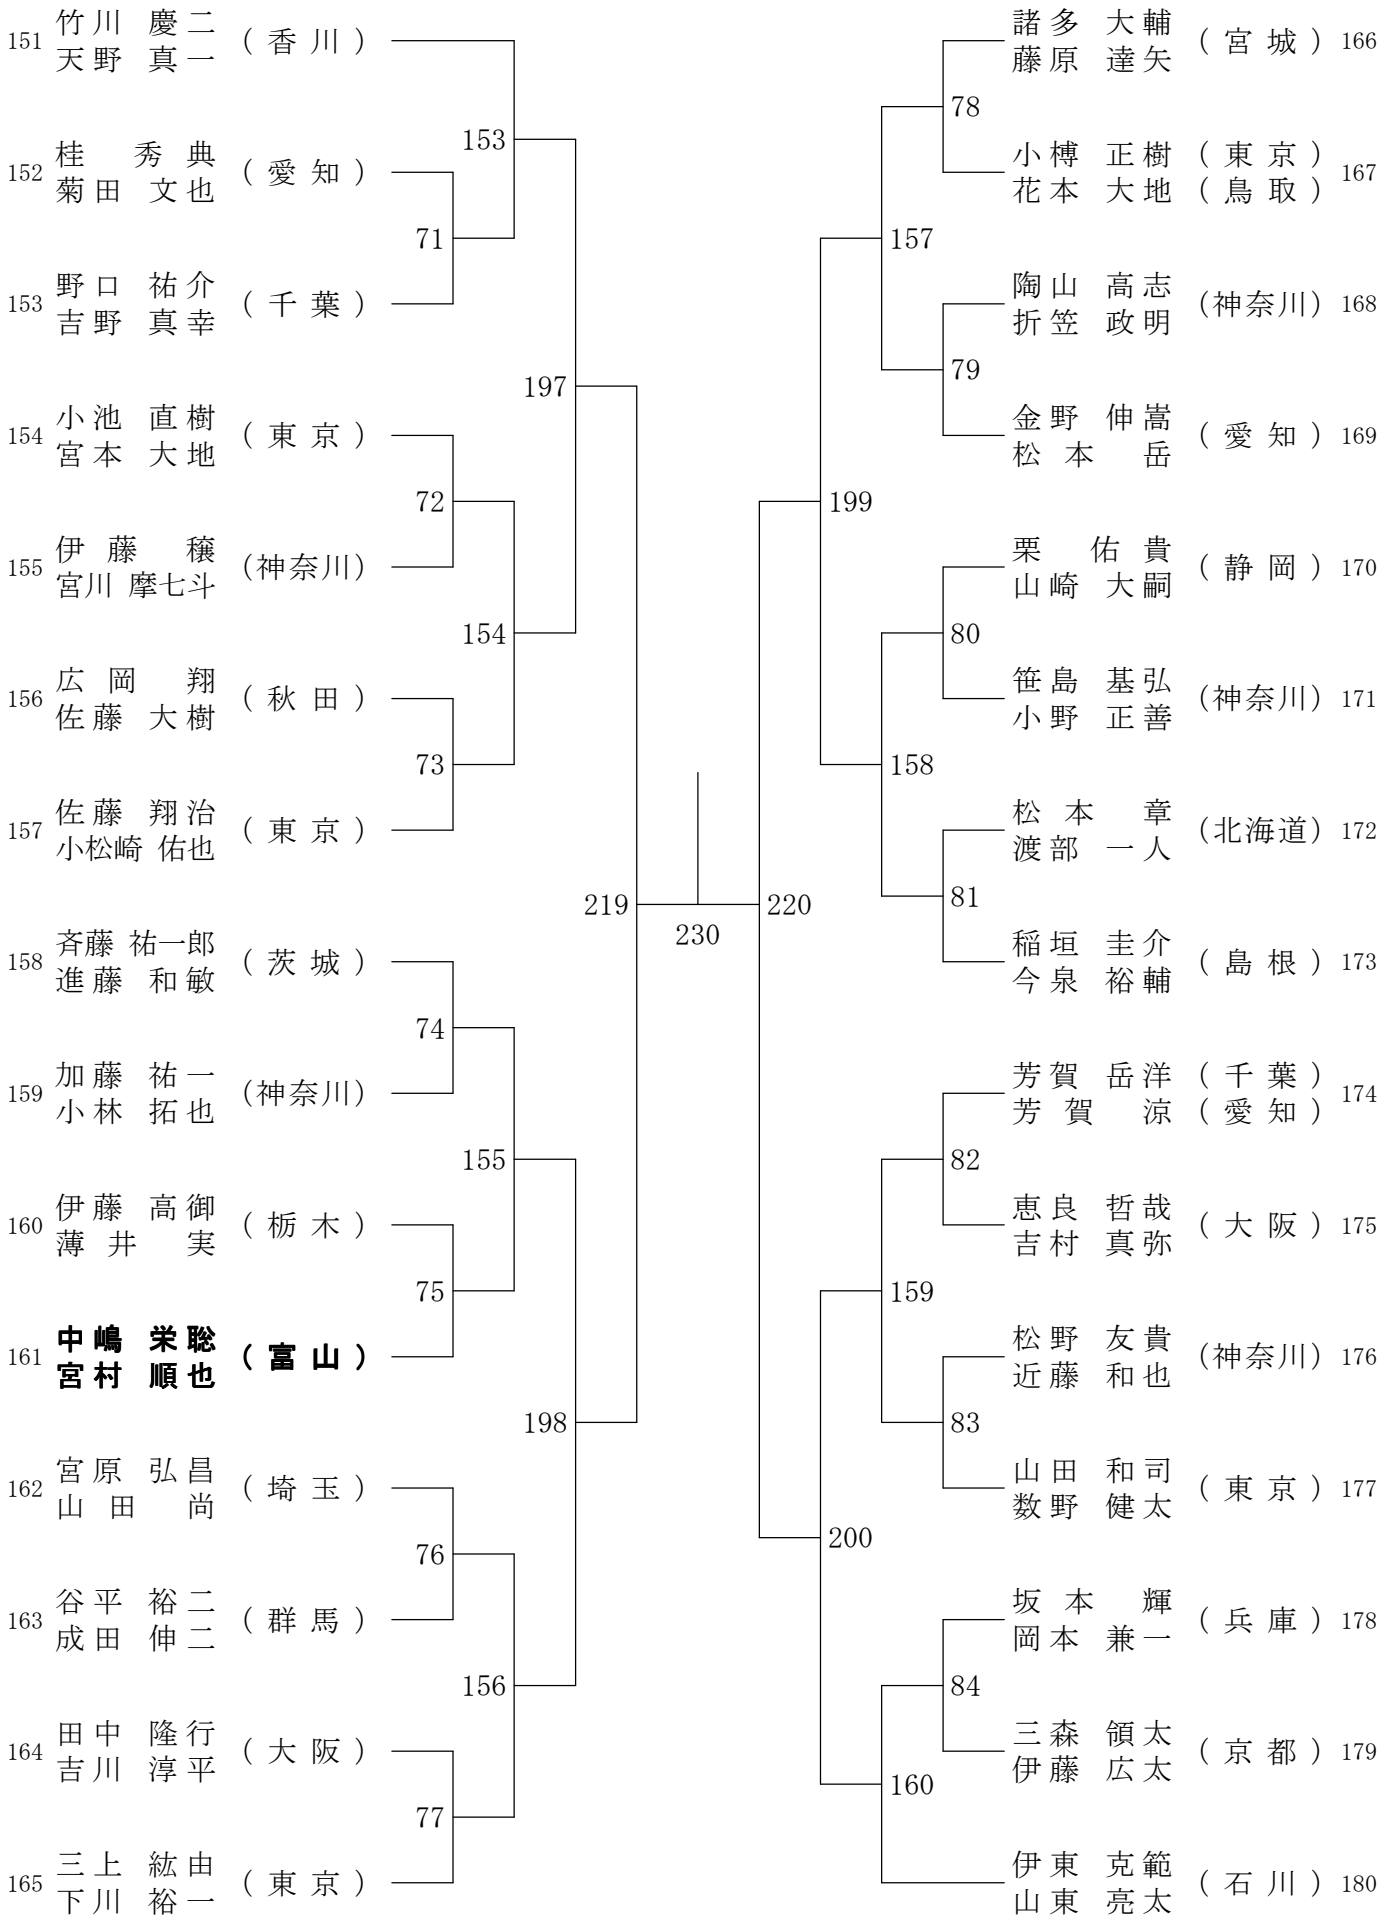 151 竹川 慶二 (香川)
天野 真一
152 桂 秀典 (愛知)
菊田 文也
153 野口 祐介 (千葉)
吉野 真幸
154 小池 直樹 (東京)
宮本 大地
155 伊藤 穣 (神奈川)
宮川 摩七斗
156 広岡 翔 (秋田)
佐藤 大樹
157 佐藤 翔治 (東京)
小松崎 佑也
158 斉藤 祐一郎 (茨城)
進藤 和敏
159 加藤 祐一 (神奈川)
小林 拓也
160 伊藤 高御 (栃木)
薄井 実
161 中嶋 栄聡 (富山)
宮村 順也
162 宮原 弘昌 (埼玉)
山田 尚
163 谷平 裕二 (群馬)
成田 伸二
164 田中 隆行 (大阪)
吉川 淳平
165 三上 紘由 (東京)
下川 裕一
153
71
197
72
154
73
219
74
155
75
198
76
156
77
230
220
78
157
79
199
80
158
81
82
159
83
200
84
160
諸多 大輔 (宮城) 166
藤原 達矢
小榑 正樹 (東京) 167
花本 大地 (鳥取)
陶山 高志 (神奈川) 168
折笠 政明
金野 伸嵩 (愛知) 169
松本 岳
栗 佑貴 (静岡) 170
山崎 大嗣
笹島 基弘 (神奈川) 171
小野 正善
松本 章 (北海道) 172
渡部 一人
稲垣 圭介 (島根) 173
今泉 裕輔
芳賀 岳洋 (千葉) 174
芳賀 涼 (愛知)
恵良 哲哉 (大阪) 175
吉村 真弥
松野 友貴 (神奈川) 176
近藤 和也
山田 和司 (東京) 177
数野 健太
坂本 輝 (兵庫) 178
岡本 兼一
三森 領太 (京都) 179
伊藤 広太
伊東 克範 (石川) 180
山東 亮太